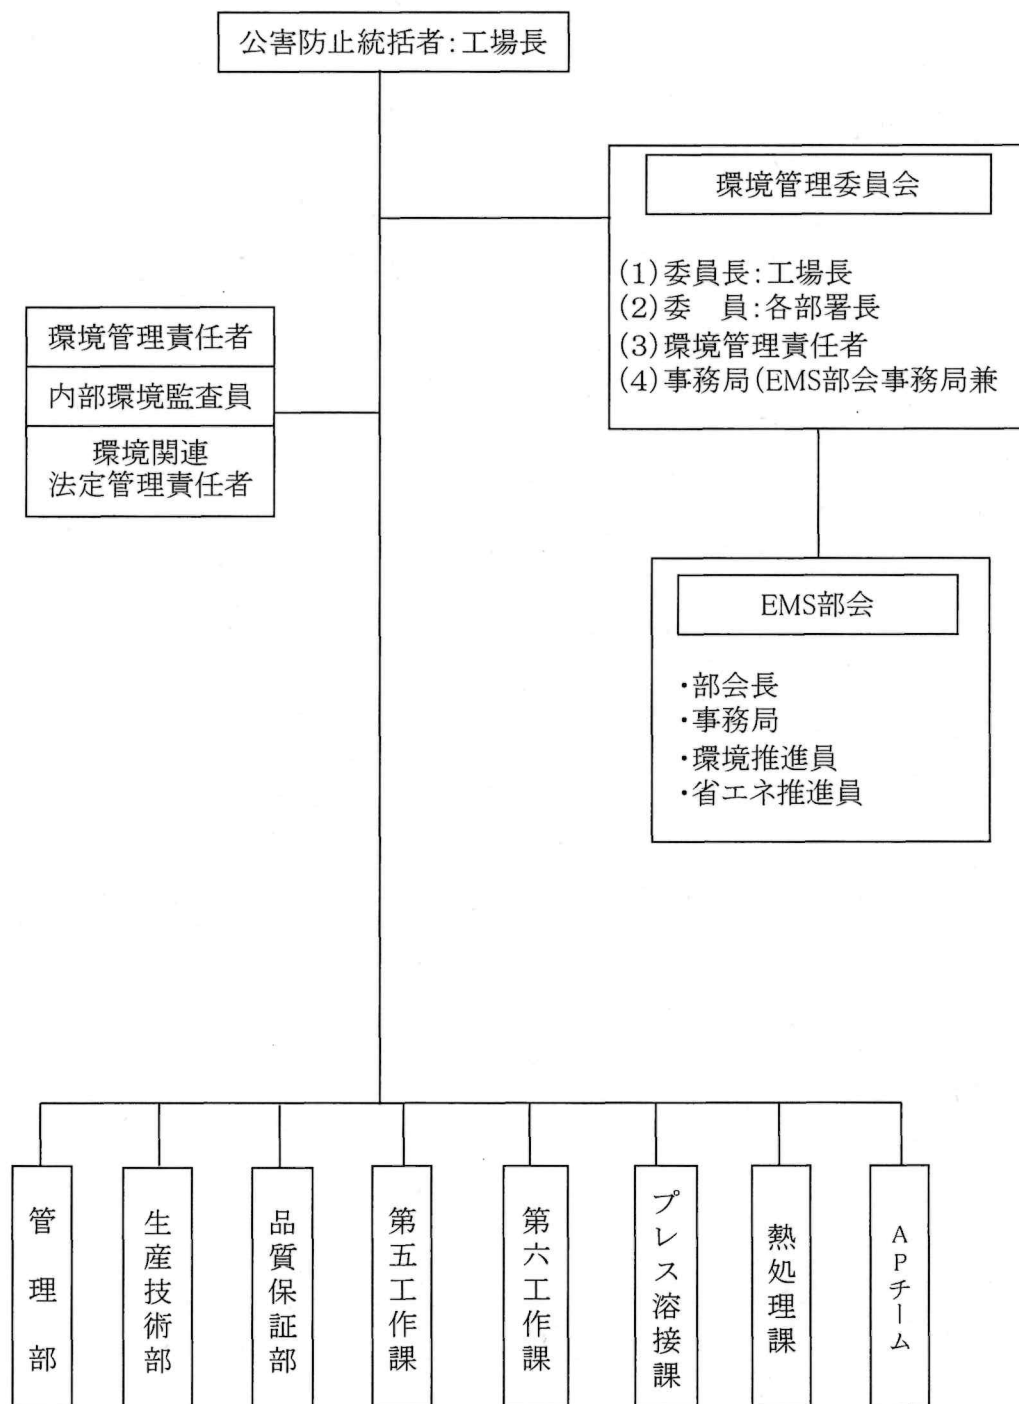 公害防止統括者:工場長
環境管理委員会
(1)委員長:工場長
(2)委　員:各部署長
(3)環境管理責任者
(4)事務局(EMS部会事務局兼
環境管理責任者
内部環境監査員
環境関連
法定管理責任者
EMS部会
・部会長
・事務局
・環境推進員
・省エネ推進員
管理部
生産技術部
品質保証部
第五工作課
第六工作課
プレス溶接課
熱処理課
APチーム